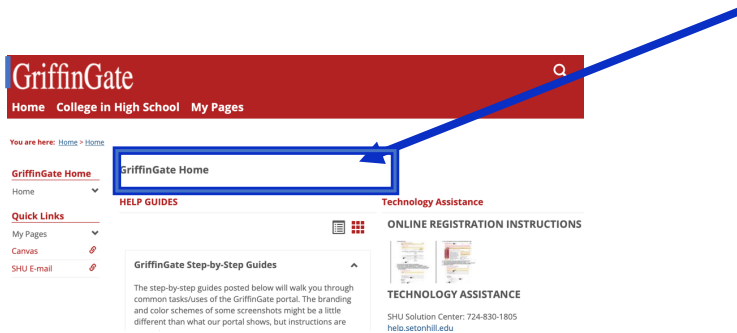 GriffinGate
Home College in High School My Pages
You are here: Home > Home
GriffinGate Home
Home
Quick Links
My Pages
Canvas
SHU E-mail
GriffinGate Home
HELP GUIDES
GriffinGate Step-by-Step Guides
The step-by-step guides posted below will walk you through
common tasks/uses of the GriffinGate portal. The branding
and color schemes of some screenshots might be a little
different than what our portal shows, but instructions are
Technology Assistance
ONLINE REGISTRATION INSTRUCTIONS
TECHNOLOGY ASSISTANCE
SHU Solution Center: 724-830-1805
help.setonhill.edu